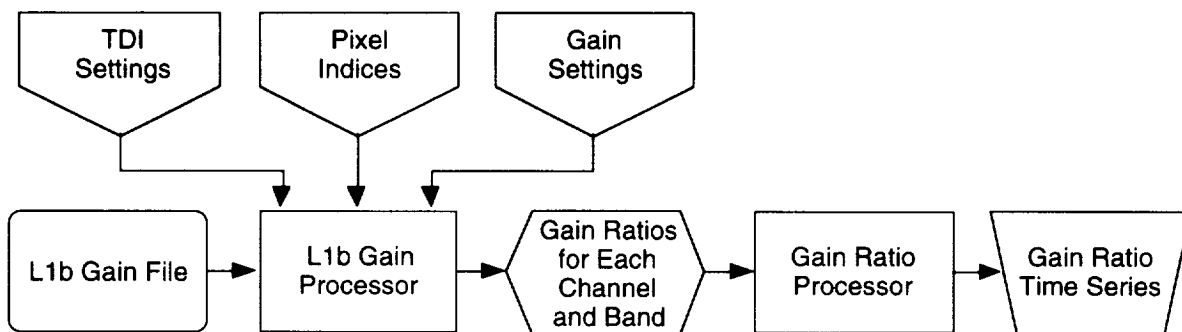 TDI
Settings
Pixel
Indices
Gain
Settings
L1b Gain File
L1b Gain
Processor
Gain Ratios
for Each
Channel
and Band
Gain Ratio
Processor
Gain Ratio
Time Series